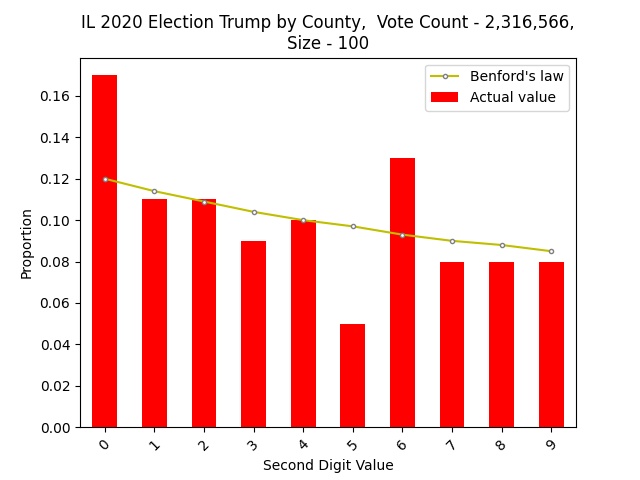 IL 2020 Election Trump by County,  Vote Count - 2,316,566,
Size - 100
Benford's law
Actual value
Proportion
0.16
0.14
0.12
0.10
0.08
0.06
0.04
0.02
0.00
0 1 2 3 4 5 6 7 8 9
Second Digit Value